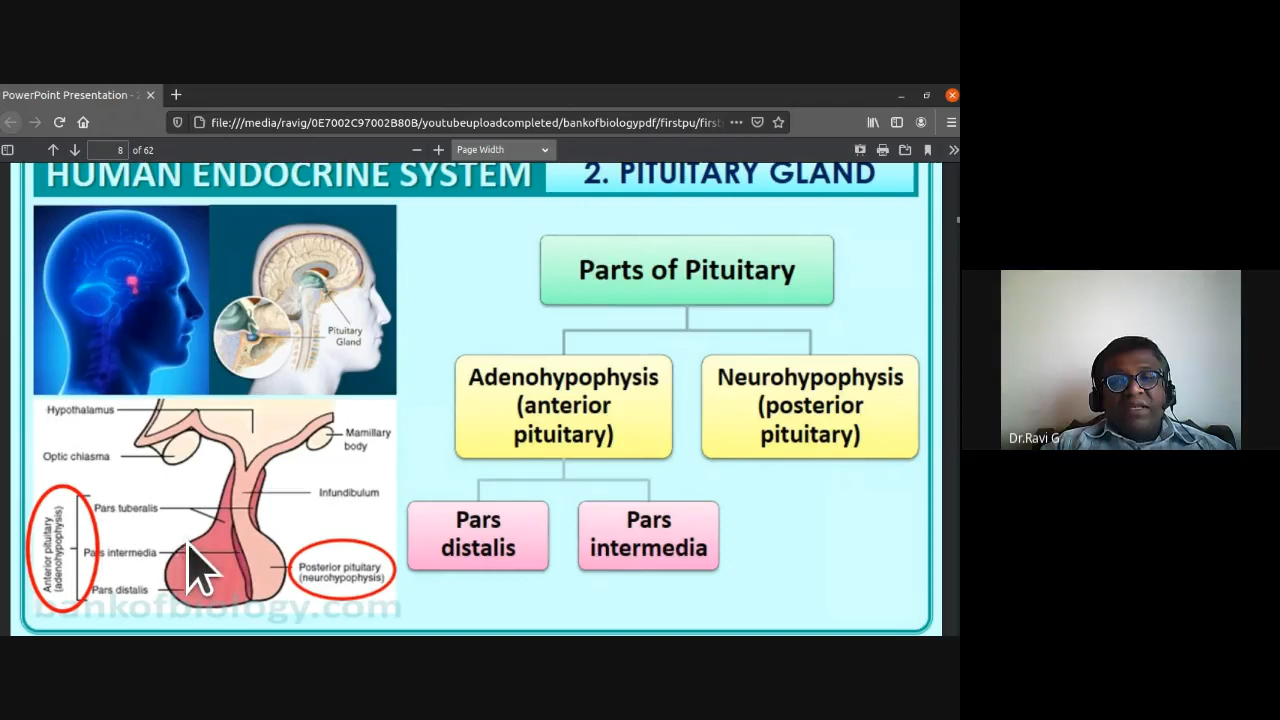 PowerPoint Presentation -
file:///media/ravig/0E7002C97002B80B/youtubeuploadcompleted/bankofbiologypdf/firstpu/first
8 of 62
Page Width
HUMAN ENDOCRINE SYSTEM
2. PITUITARY GLAND
Pituitary
Gland
Parts of Pituitary
Adenohypophysis
(anterior
pituitary)
Neurohypophysis
(posterior
pituitary)
Pars
distalis
Pars
intermedia
Hypothalamus
Mamillary
body
Optic chiasma
Infundibulum
Anterior pituitary
(adenohypophysis)
Pars tuberalis
Pars intermedia
Pars distalis
Posterior pituitary
(neurohypophysis)
bankofbiology.com
Dr.Ravi G